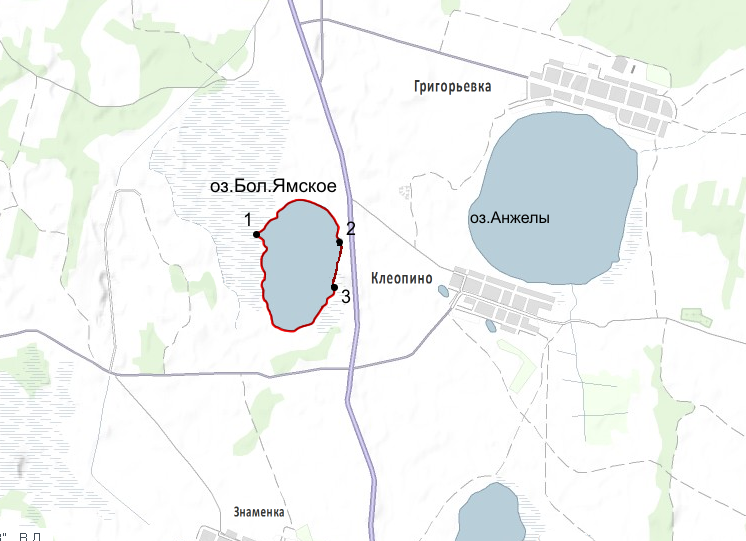 Григорьевка
оз.Бол.Ямское
1
оз.Анжелы
2
Клеопино
3
Знаменка